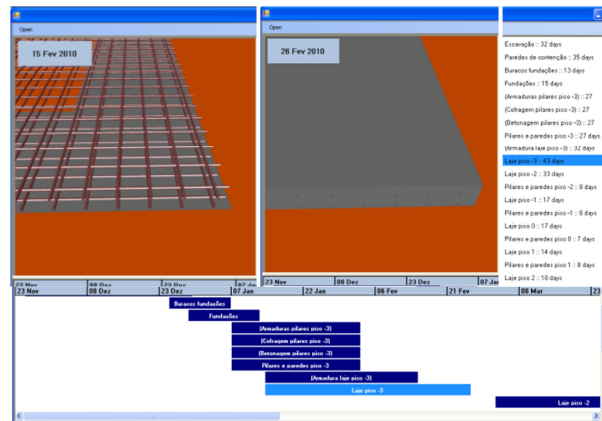 Open
15 Fev 2010
Open
26 Fev 2010
Escavação :: 32 days
Paredes de contenção :: 35 days
Buracos fundações :: 13 days
Fundações :: 15 days
(Armaduras pilares piso -3) :: 27
(Cofragem pilares piso -3) :: 27
(Betonagem pilares piso -3) :: 27
Pilares e paredes piso -3 :: 27 days
(Armadura laje piso -3) :: 32 days
Laje piso -3 :: 43 days
Laje piso -2 :: 33 days
Pilares e paredes piso -2 :: 8 days
Laje piso -1 :: 17 days
Pilares e paredes piso -1 :: 8 days
Laje piso 0 :: 17 days
Pilares e paredes piso 0 :: 7 days
Laje piso 1 :: 14 days
Pilares e paredes piso 1 :: 8 days
Laje piso 2 :: 18 days
23 Nov 08 Dez 23 Dez 07 Jan
23 Nov 08 Dez 23 Dez 07 Jan
23 Nov 08 Dez 23 Dez 07 Jan 22 Jan 06 Fev 21 Fev 08 Mar 23
Buracos fundações
Fundações
(Armaduras pilares piso -3)
(Cofragem pilares piso -3)
(Betonagem pilares piso -3)
Pilares e paredes piso -3
(Armadura laje piso -3)
Laje piso -3
Laje piso -2